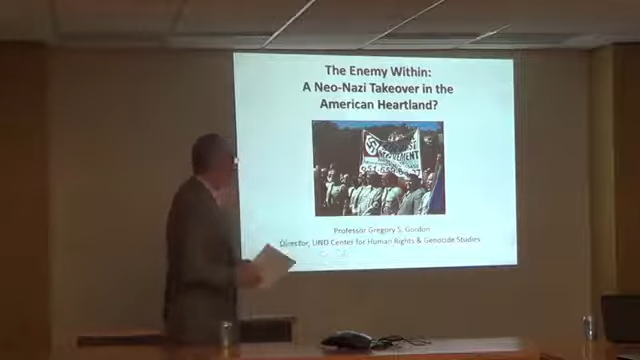 The Enemy Within:
A Neo-Nazi Takeover in the
American Heartland?
MOVEMENT
Professor Gregory S. Gordon
Director, UND Center for Human Rights & Genocide Studies